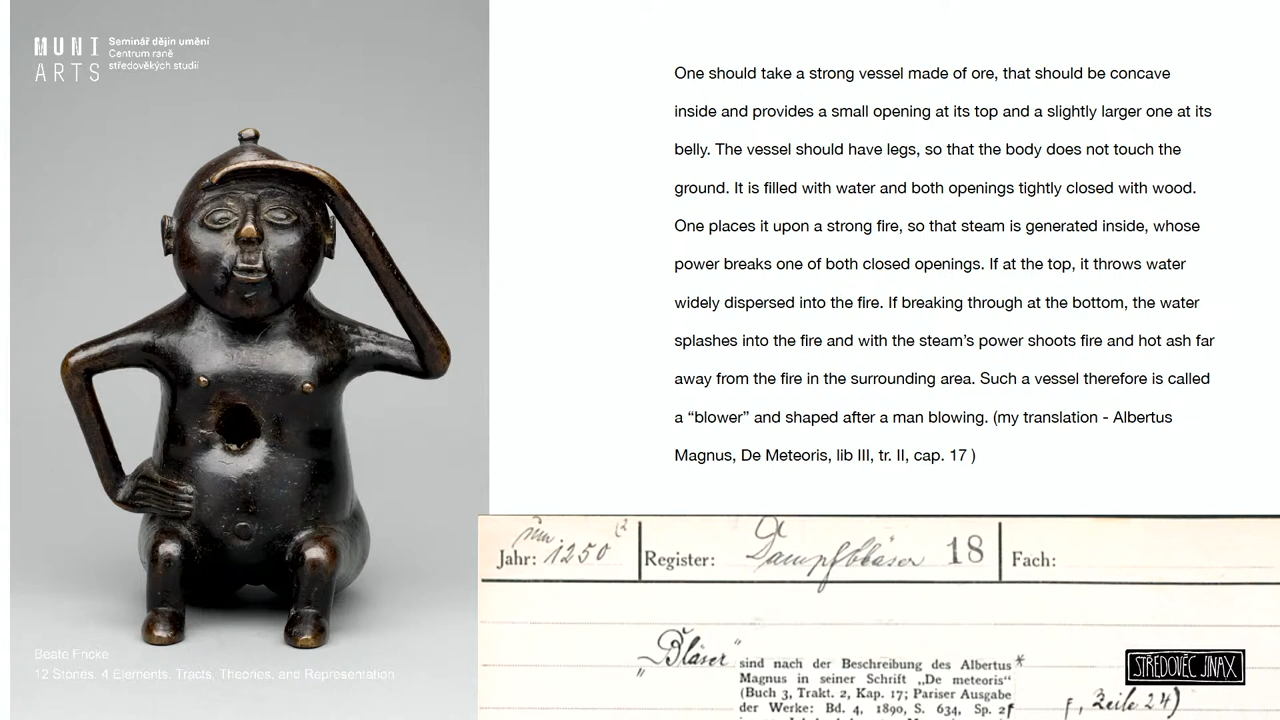 MUNI
ARTS
Seminář dějin umění
Centrum raně
středověkých studií
One should take a strong vessel made of ore, that should be concave
inside and provides a small opening at its top and a slightly larger one at its
belly. The vessel should have legs, so that the body does not touch the
ground. It is filled with water and both openings tightly closed with wood.
One places it upon a strong fire, so that steam is generated inside, whose
power breaks one of both closed openings. If at the top, it throws water
widely dispersed into the fire. If breaking through at the bottom, the water
splashes into the fire and with the steam’s power shoots fire and hot ash far
away from the fire in the surrounding area. Such a vessel therefore is called
a “blower” and shaped after a man blowing. (my translation - Albertus
Magnus, De Meteoris, lib III, tr. II, cap. 17 )
Jahr: 1250
Register: Dampfbläser 18
Fach:
„Bläser“ sind nach der Beschreibung des Albertus*
Magnus in seiner Schrift „De meteoris“
(Buch 3, Trakt. 2, Kap. 17; Pariser Ausgabe
der Werke: Bd. 4, 1890, S. 634, Sp. 2
f, Zeile 24)
Beate Fricke
12 Stories. 4 Elements. Tracts, Theories, and Representation
STŘEDOVĚC JINAX